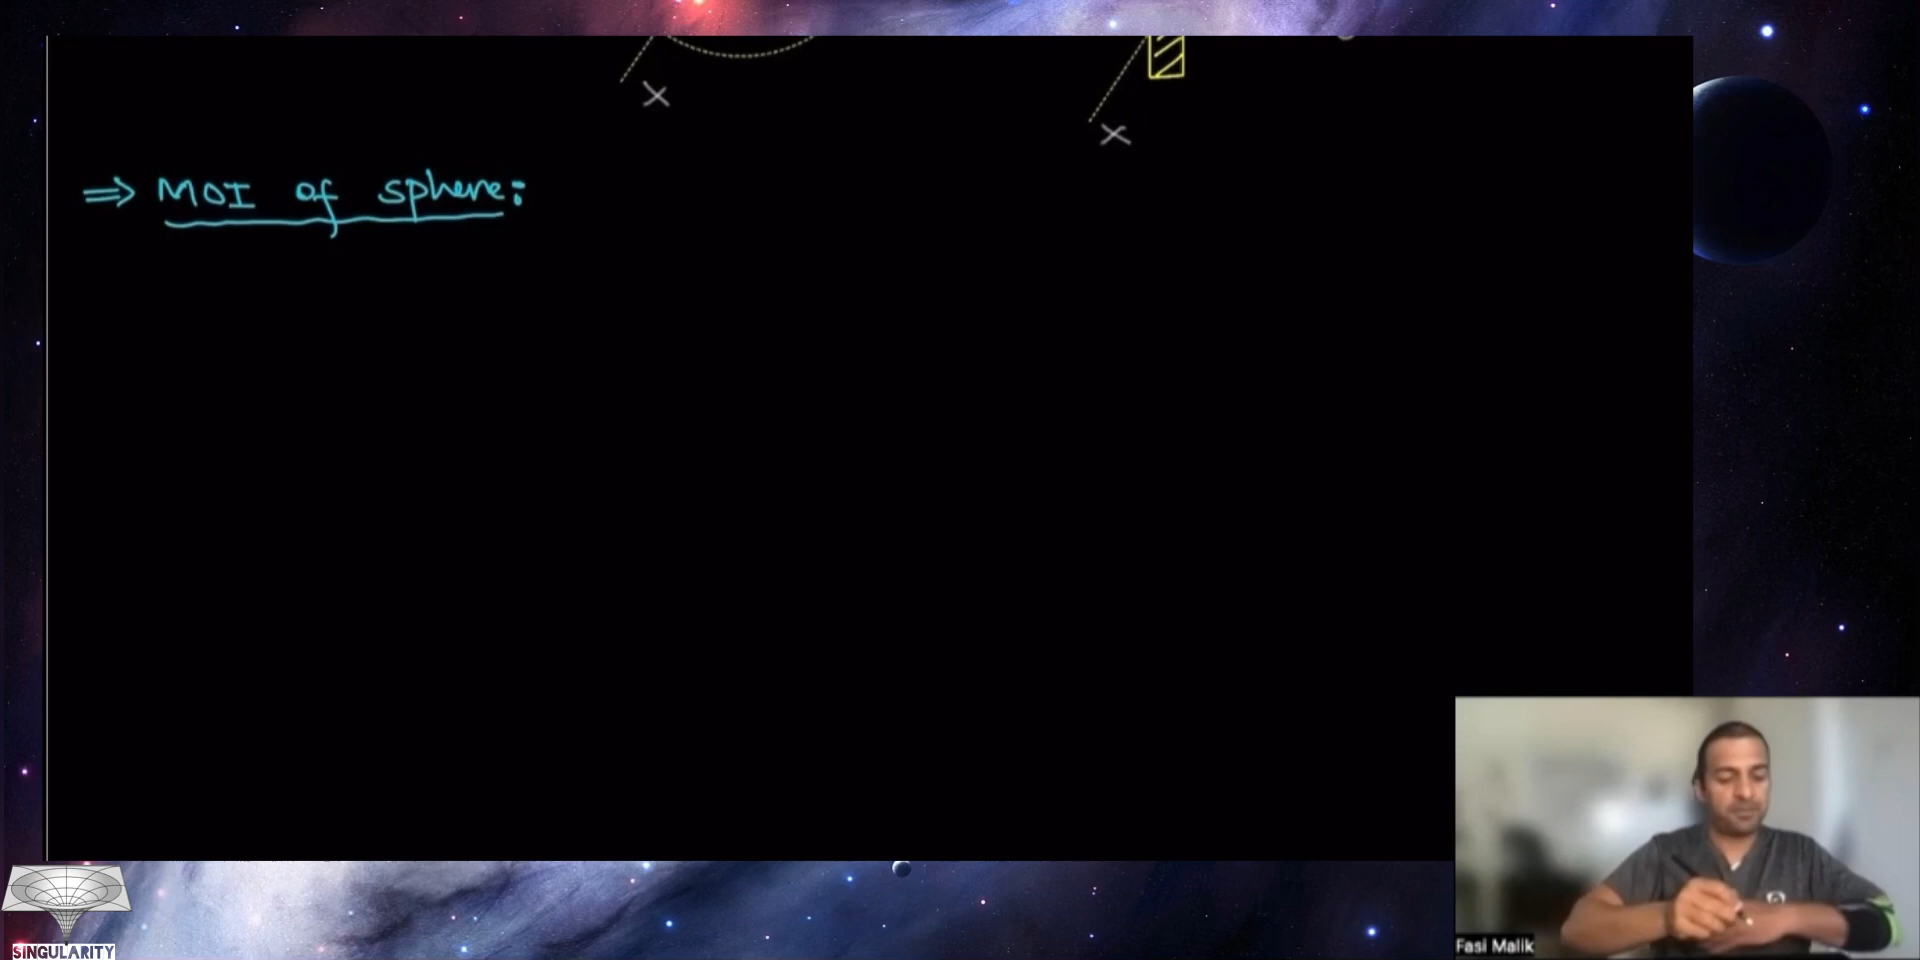 X
X
⇒ MOI of sphere:
Fasi Malik
SINGULARITY